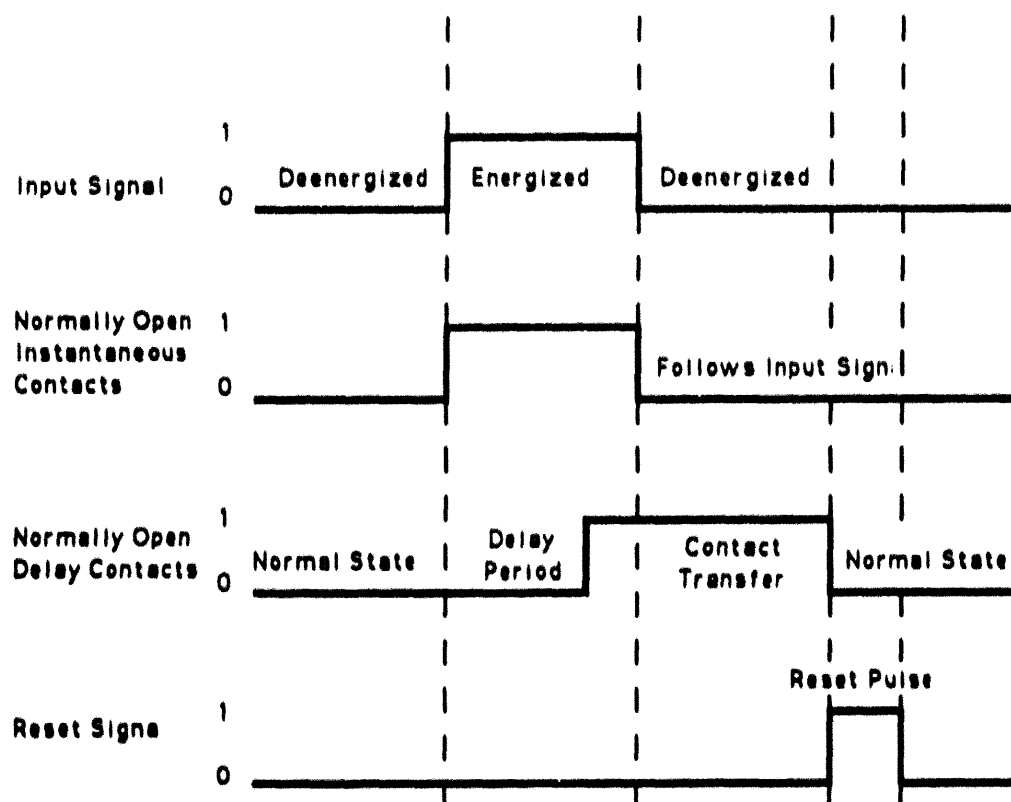 1
Input Signal
Deenergized
Energized
Deenergized
0
Normally Open
Instantaneous
Contacts
1
0
Follows Input Sign
Normally Open
Delay Contacts
1
0
Normal State
Delay
Period
Contact
Transfer
Normal State
Reset Pulse
Reset Signa
1
0